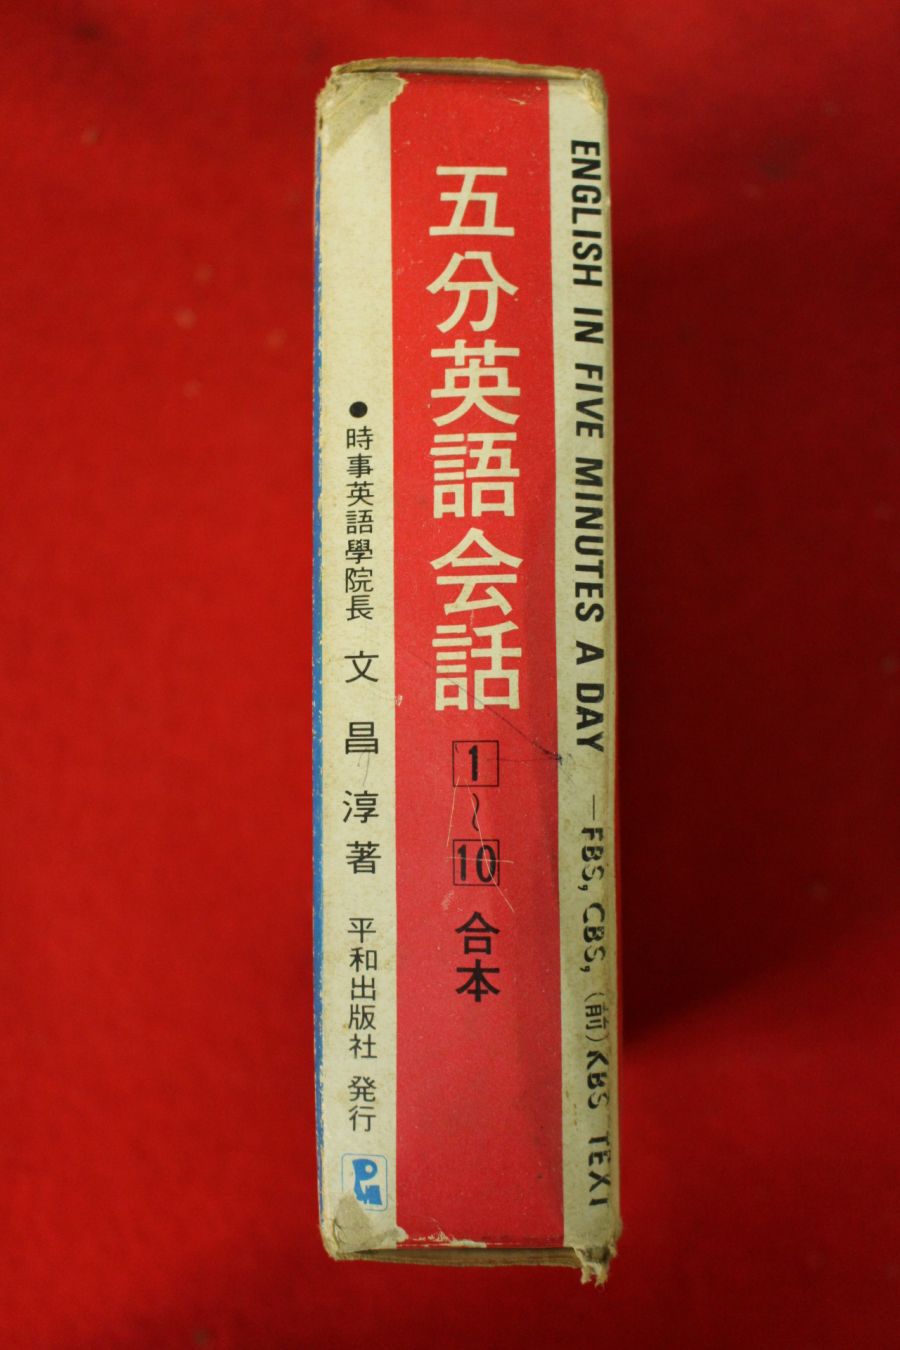 ENGLISH IN FIVE MINUTES A DAY —FBS, CBS, (前) KBS TEXT
五分英語会話 1~10 合本
●時事英語學院長 文昌淳著 平和出版社 発行